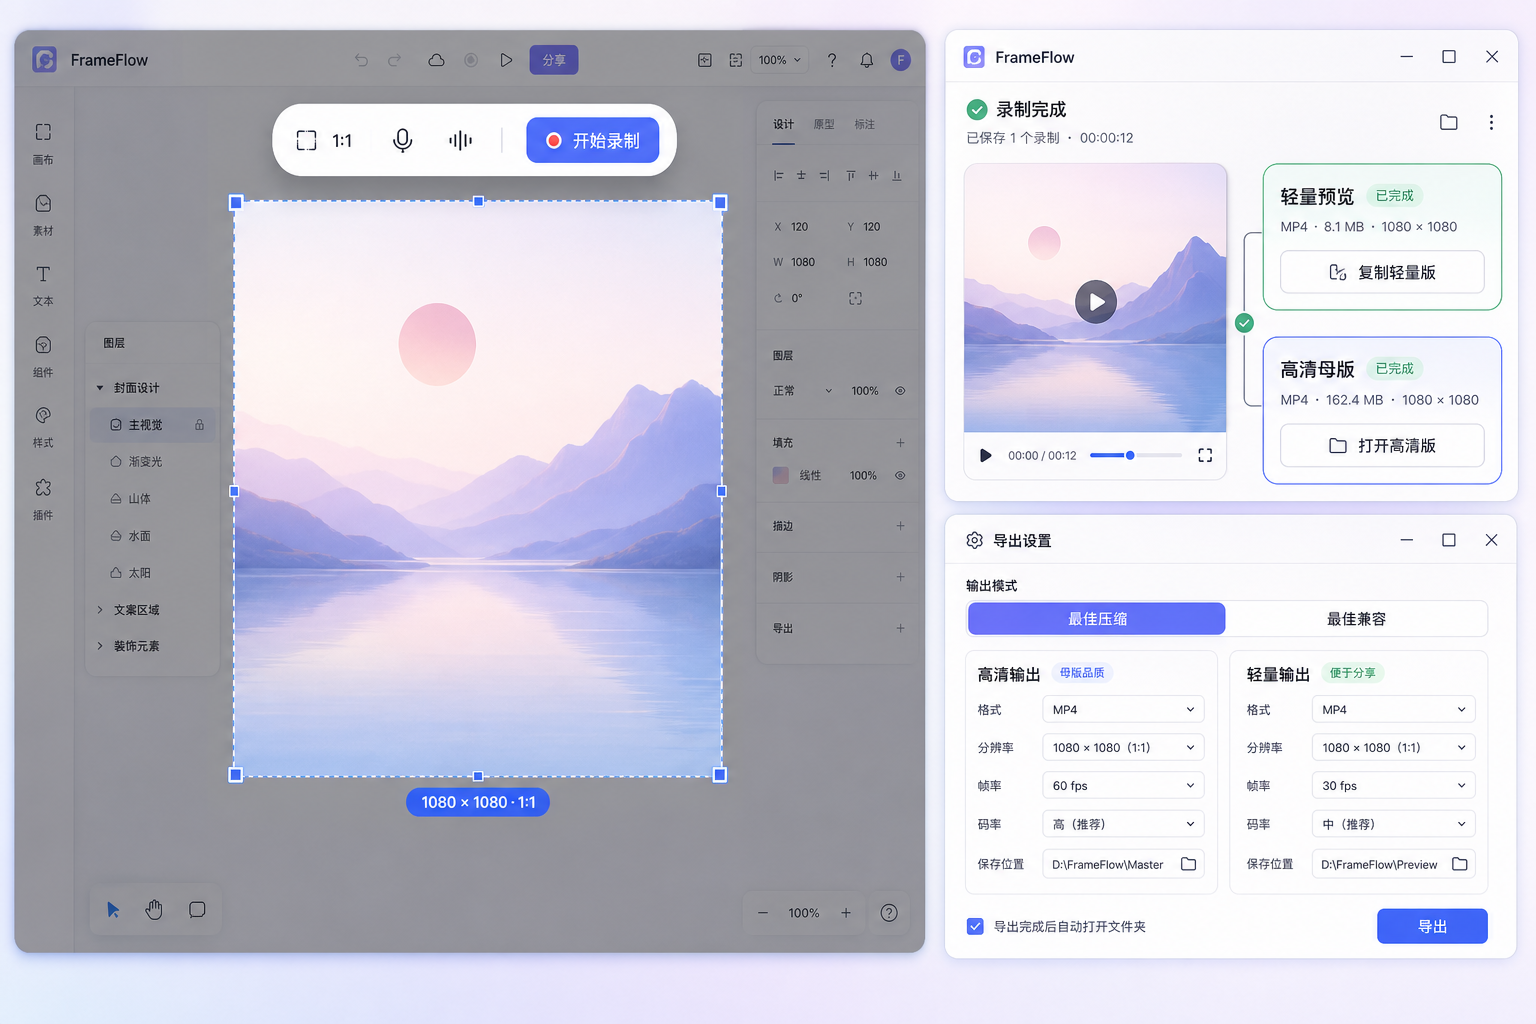 FrameFlow
分享
100%
?
F
1:1
开始录制
画布
素材
文本
组件
样式
插件
图层
封面设计
主视觉
渐变光
山体
水面
太阳
文案区域
装饰元素
1080 × 1080 · 1:1
设计 原型 标注
X 120 Y 120
W 1080 H 1080
0°
图层
正常 100%
填充
线性 100%
描边
阴影
导出
100%
?
FrameFlow
录制完成
已保存 1 个录制 · 00:00:12
00:00 / 00:12
轻量预览 已完成
MP4 · 8.1 MB · 1080 × 1080
复制轻量版
高清母版 已完成
MP4 · 162.4 MB · 1080 × 1080
打开高清版
导出设置
输出模式
最佳压缩 最佳兼容
高清输出 母版品质
格式 MP4
分辨率 1080 × 1080（1:1）
帧率 60 fps
码率 高（推荐）
保存位置 D:\FrameFlow\Master
轻量输出 便于分享
格式 MP4
分辨率 1080 × 1080（1:1）
帧率 30 fps
码率 中（推荐）
保存位置 D:\FrameFlow\Preview
导出完成后自动打开文件夹
导出